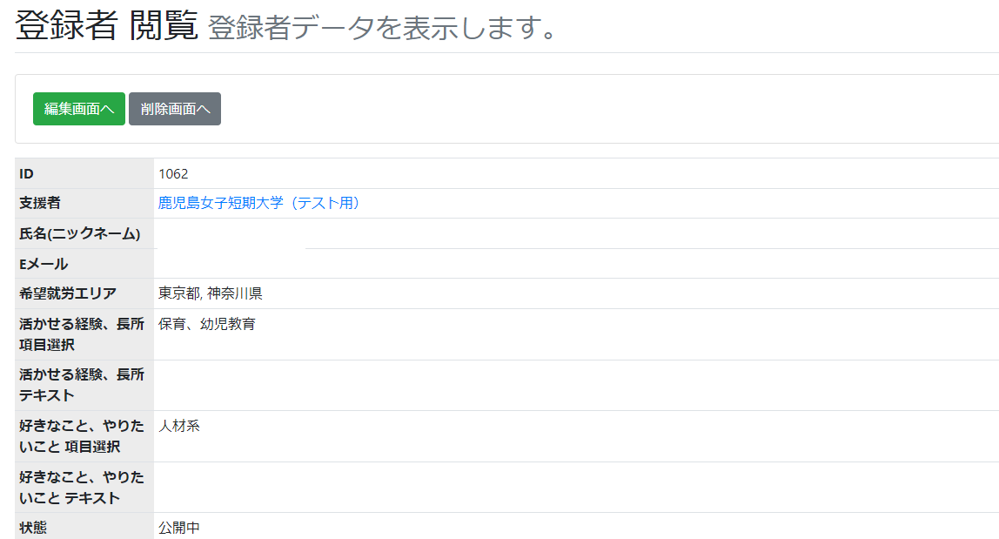 登録者 閲覧 登録者データを表示します。
編集画面へ 削除画面へ
ID 1062
支援者 鹿児島女子短期大学（テスト用）
氏名(ニックネーム)
Eメール
希望就労エリア 東京都, 神奈川県
活かせる経験、長所 保育、幼児教育
項目選択
活かせる経験、長所
テキスト
好きなこと、やりた 人材系
いこと 項目選択
好きなこと、やりた
いこと テキスト
状態 公開中